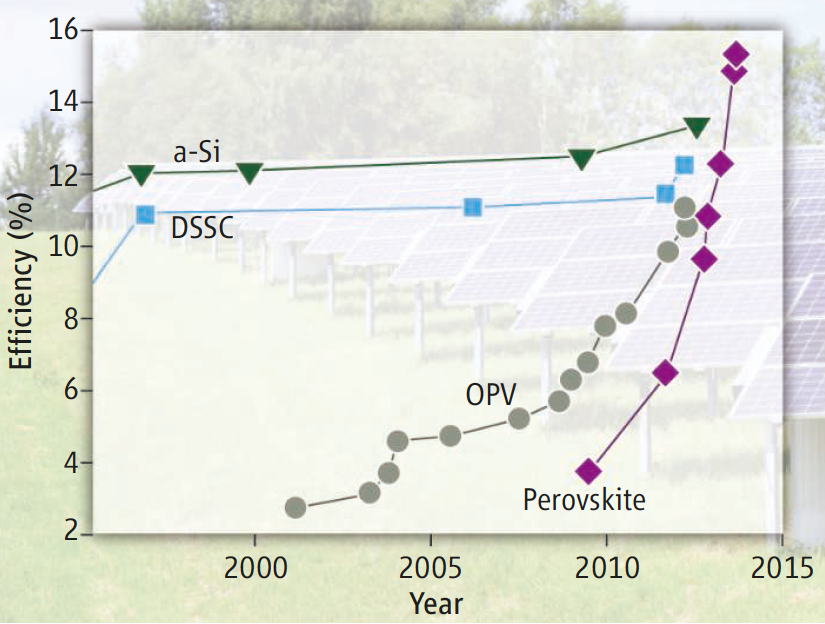 16
14
12
10
8
6
4
2
Efficiency (%)
a-Si
DSSC
OPV
Perovskite
2000 2005 2010 2015
Year